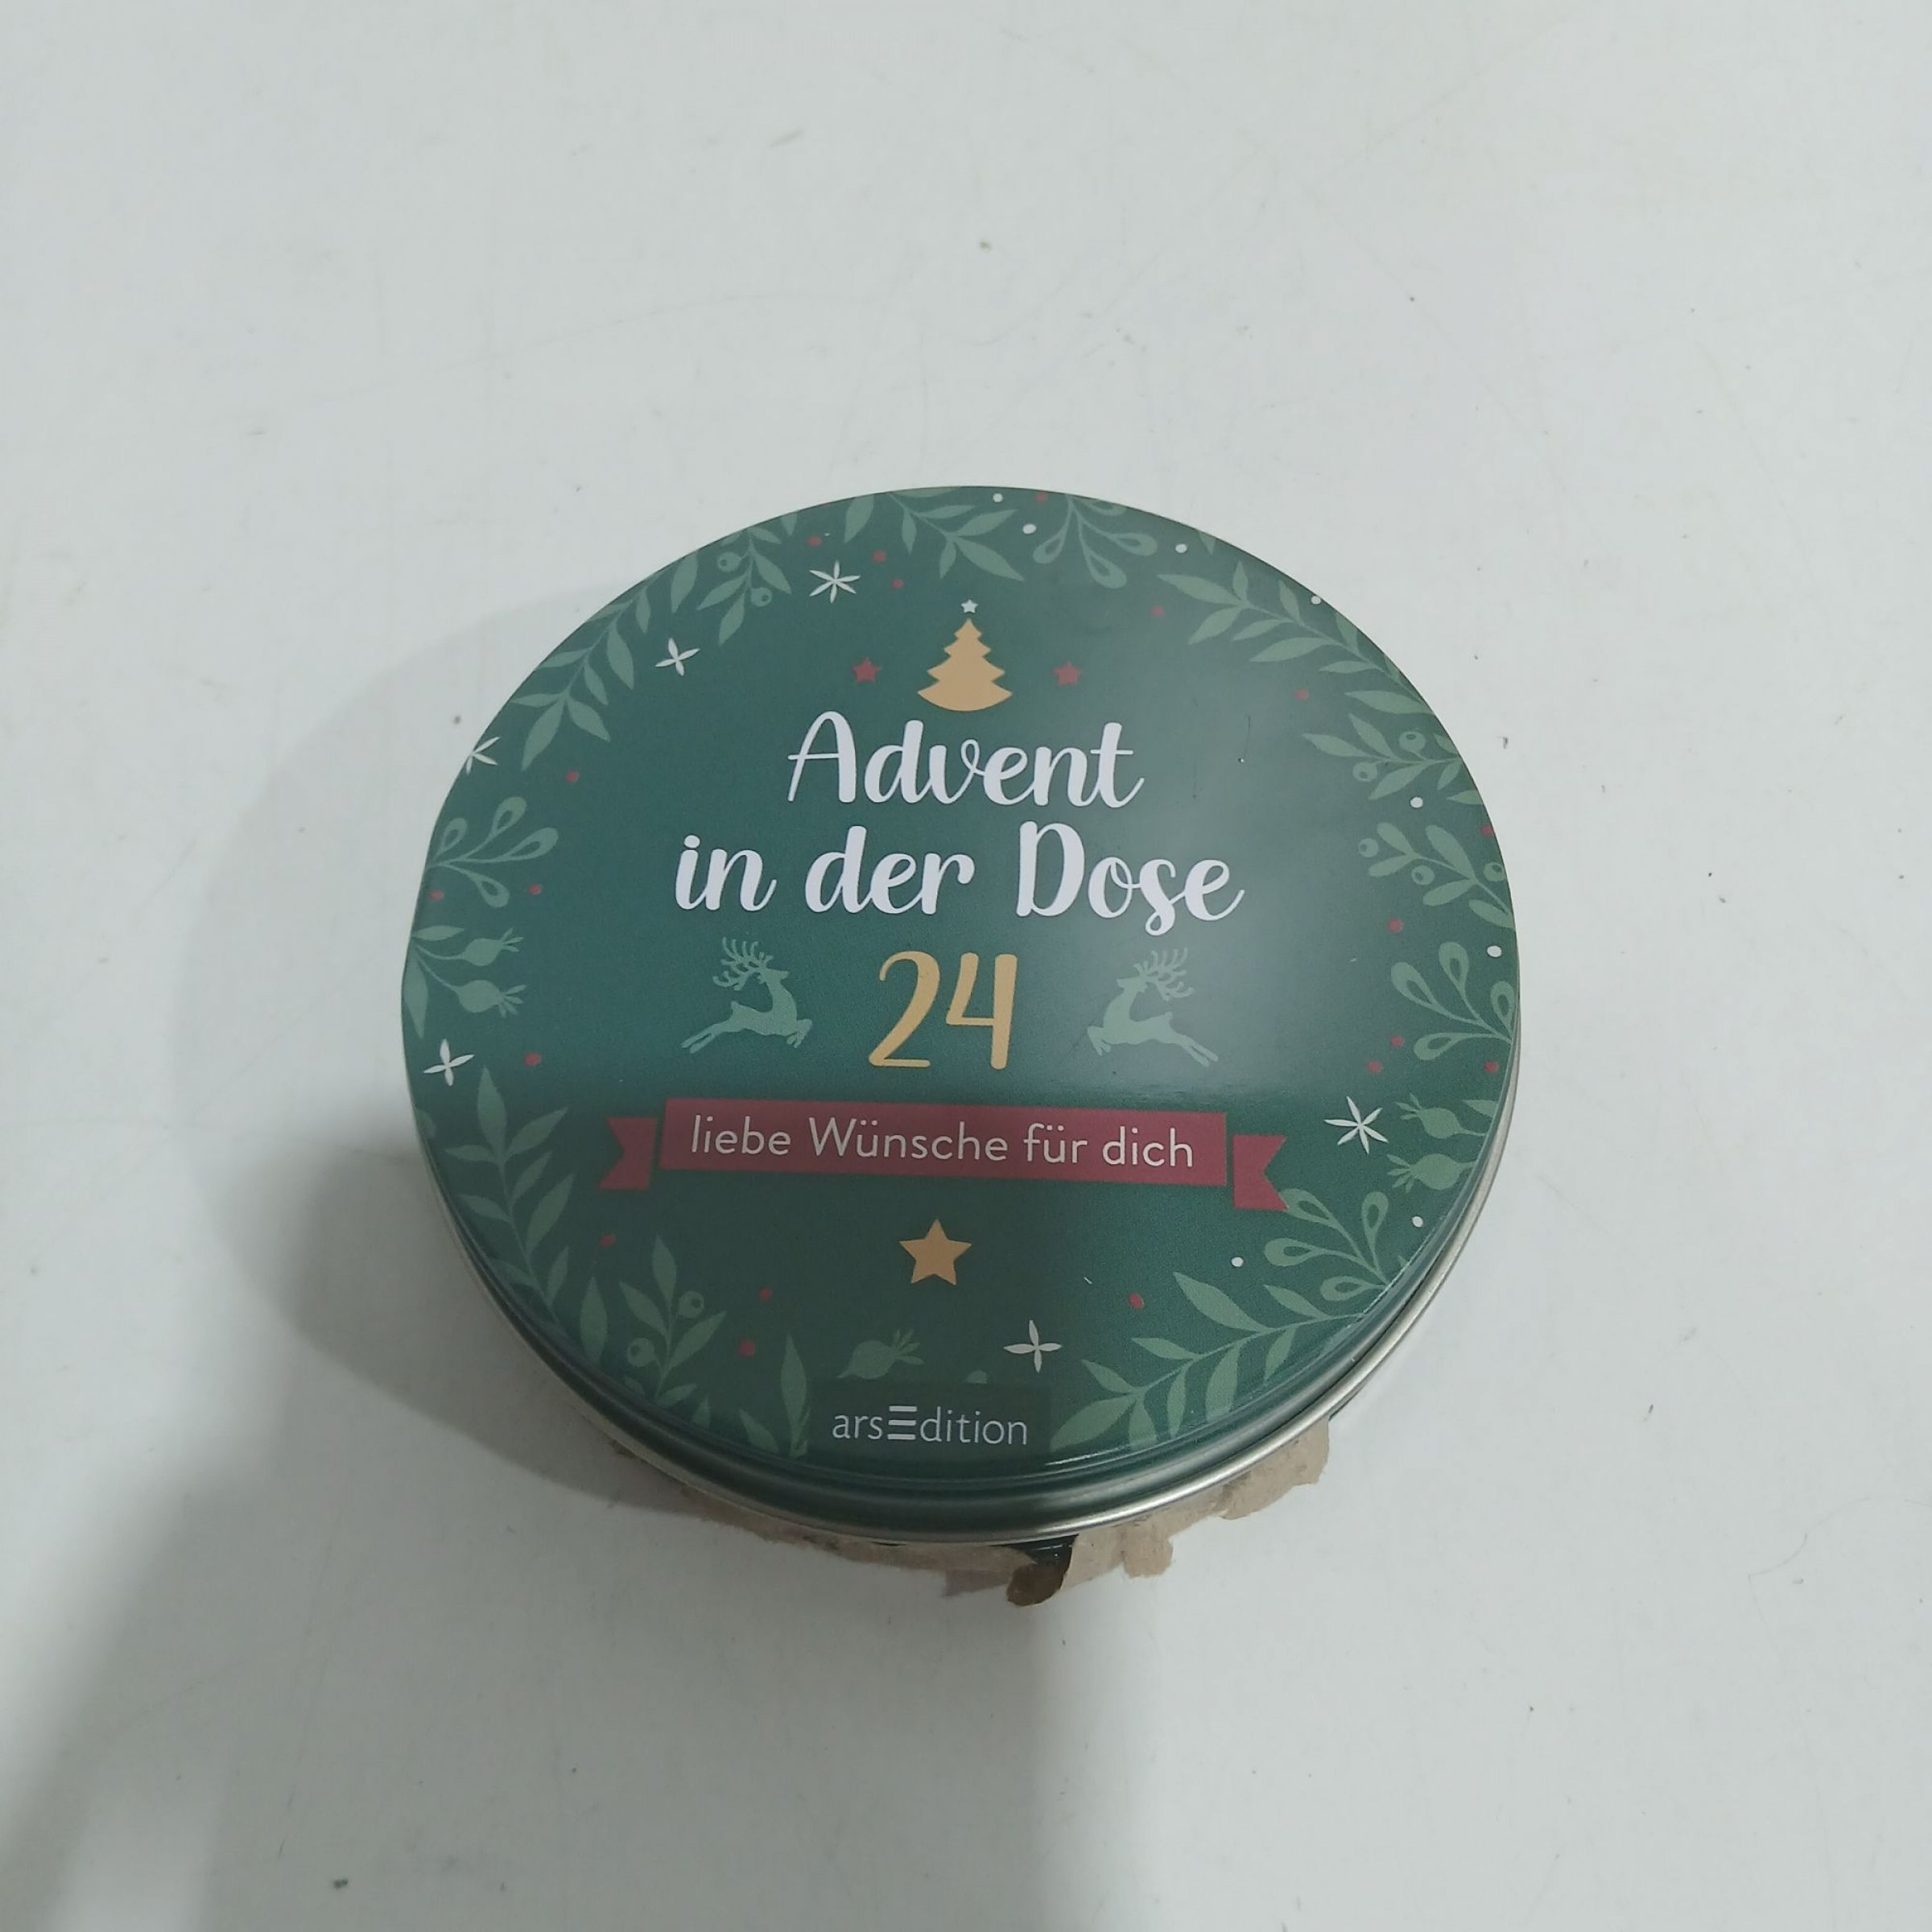 Advent
in der Dose
24
liebe Wünsche für dich
arsEdition